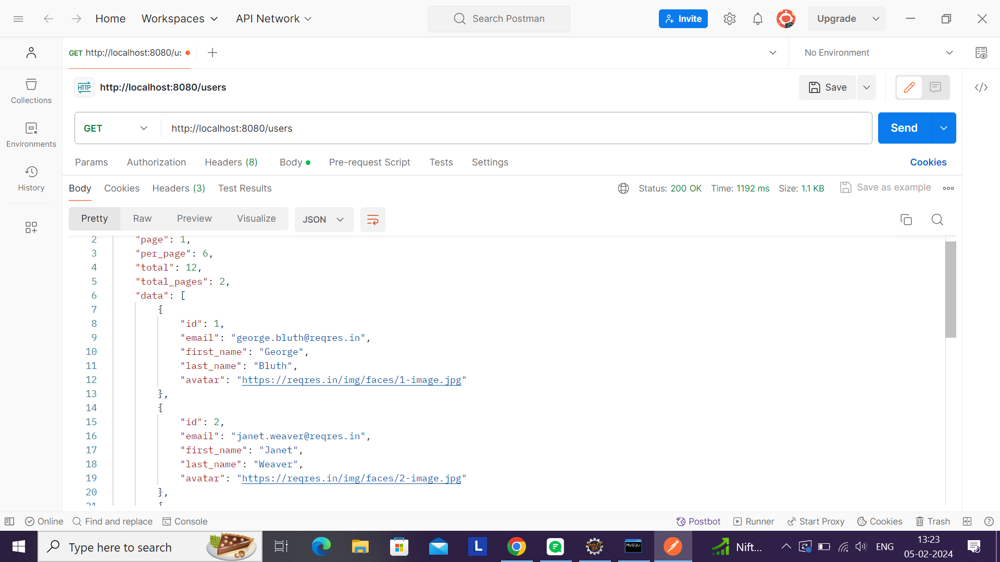 Home Workspaces API Network Search Postman Invite Upgrade
GET http://localhost:8080/us No Environment
HTTP http://localhost:8080/users Save
Collections
GET http://localhost:8080/users Send
Environments
Params Authorization Headers (8) Body Pre-request Script Tests Settings Cookies
History
Body Cookies Headers (3) Test Results Status: 200 OK Time: 1192 ms Size: 1.1 KB Save as example
Pretty Raw Preview Visualize JSON
2 "page": 1,
3 "per_page": 6,
4 "total": 12,
5 "total_pages": 2,
6 "data": [
7 {
8 "id": 1,
9 "email": "george.bluth@reqres.in",
10 "first_name": "George",
11 "last_name": "Bluth",
12 "avatar": "https://reqres.in/img/faces/1-image.jpg"
13 },
14 {
15 "id": 2,
16 "email": "janet.weaver@reqres.in",
17 "first_name": "Janet",
18 "last_name": "Weaver",
19 "avatar": "https://reqres.in/img/faces/2-image.jpg"
20 },
21 {
Online Find and replace Console Postbot Runner Start Proxy Cookies Trash
Type here to search L Java EE IDE MySQL Nift... ENG 13:23
05-02-2024